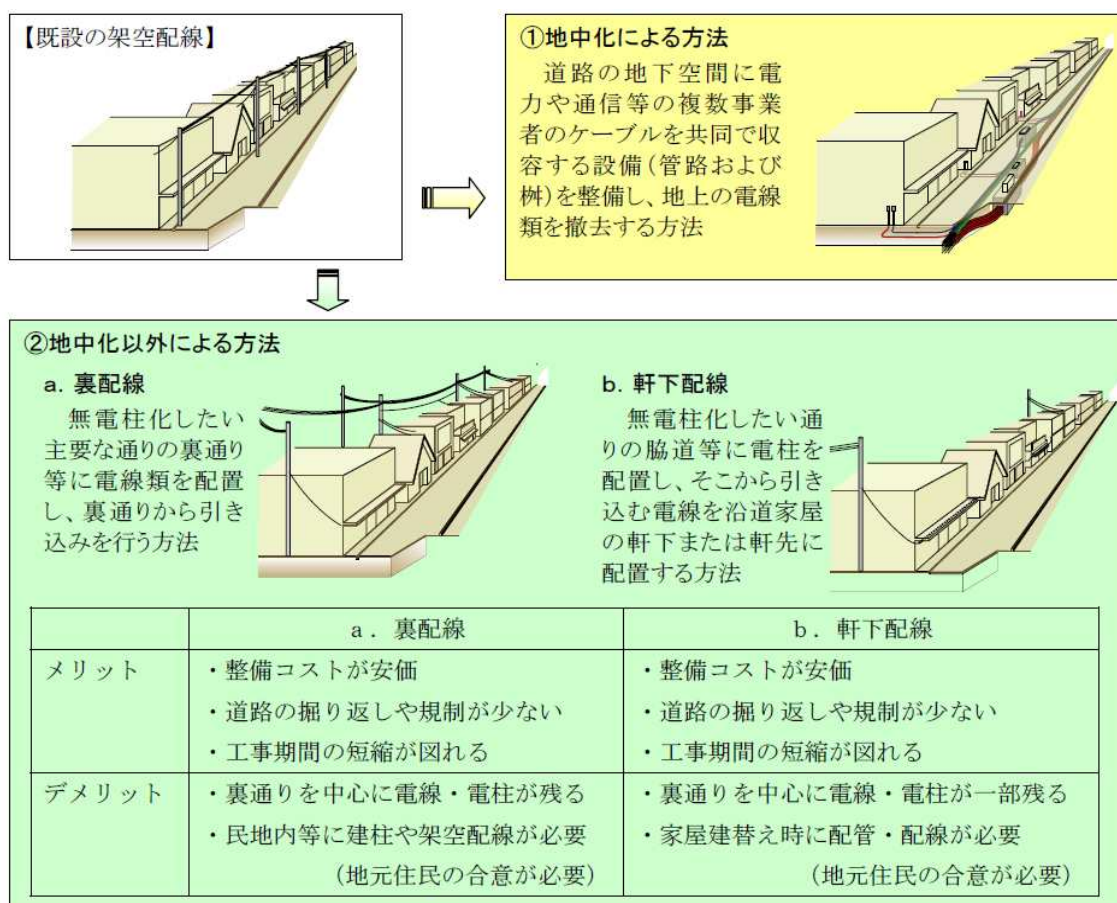 【既設の架空配線】
①地中化による方法
道路の地下空間に電
力や通信等の複数事業
者のケーブルを共同で収
容する設備(管路および
桝)を整備し、地上の電線
類を撤去する方法
②地中化以外による方法
a. 裏配線
無電柱化したい
主要な通りの裏通り
等に電線類を配置
し、裏通りから引き
込みを行う方法
b. 軒下配線
無電柱化したい通
りの脇道等に電柱を
配置し、そこから引き
込む電線を沿道家屋
の軒下または軒先に
配置する方法
a. 裏配線
b. 軒下配線
メリット
・整備コストが安価
・道路の掘り返しや規制が少ない
・工事期間の短縮が図れる
・整備コストが安価
・道路の掘り返しや規制が少ない
・工事期間の短縮が図れる
デメリット
・裏通りを中心に電線・電柱が残る
・民地内等に建柱や架空配線が必要
(地元住民の合意が必要)
・裏通りを中心に電線・電柱が一部残る
・家屋建替え時に配管・配線が必要
(地元住民の合意が必要)